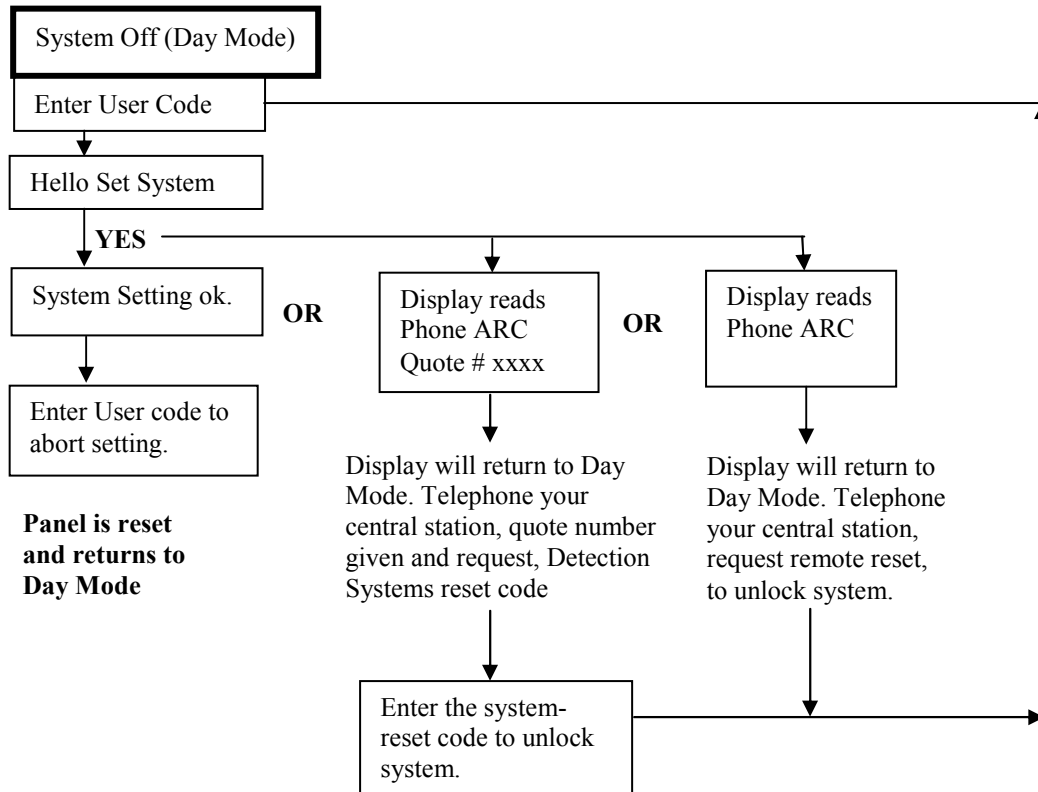 System Off (Day Mode)
Enter User Code
Hello Set System
YES
System Setting ok.
OR
Display reads
Phone ARC
Quote # xxxx
OR
Display reads
Phone ARC
Enter User code to
abort setting.
Panel is reset
and returns to
Day Mode
Display will return to Day
Mode. Telephone your
central station, quote number
given and request, Detection
Systems reset code
Display will return to
Day Mode. Telephone
your central station,
request remote reset,
to unlock system.
Enter the system-
reset code to unlock
system.